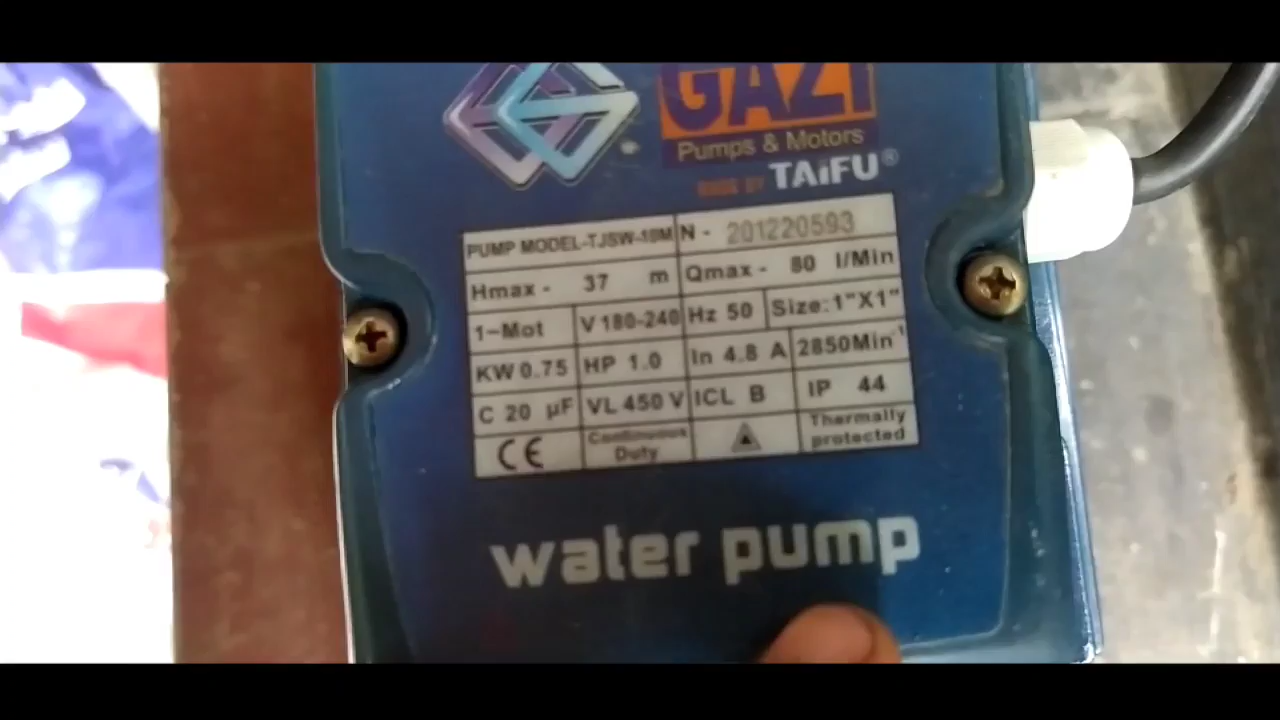 GAZI
Pumps & Motors
MADE BY TAiFU®
PUMP MODEL-TJSW-10M N - 201220593
Hmax - 37 m Qmax - 80 l/Min
1~Mot V 180-240 Hz 50 Size:1"X1"
KW 0.75 HP 1.0 In 4.8 A 2850Min-1
C 20 µF VL 450 V ICL B IP 44
CE Continuous Duty Thermally protected
water pump